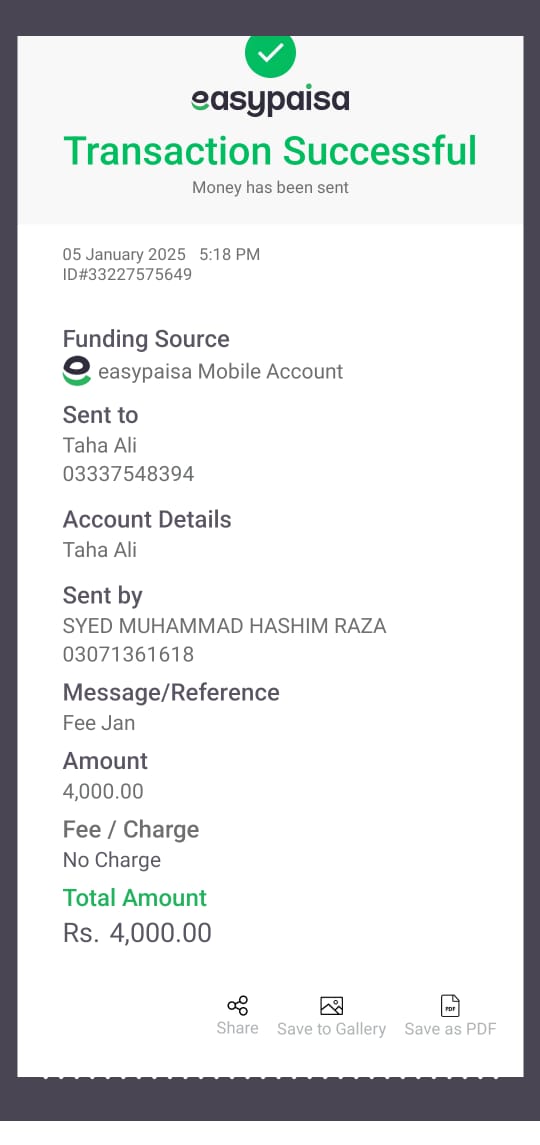 easypaisa
Transaction Successful
Money has been sent
05 January 2025 5:18 PM
ID#33227575649
Funding Source
easypaisa Mobile Account
Sent to
Taha Ali
03337548394
Account Details
Taha Ali
Sent by
SYED MUHAMMAD HASHIM RAZA
03071361618
Message/Reference
Fee Jan
Amount
4,000.00
Fee / Charge
No Charge
Total Amount
Rs. 4,000.00
PDF
Share Save to Gallery Save as PDF